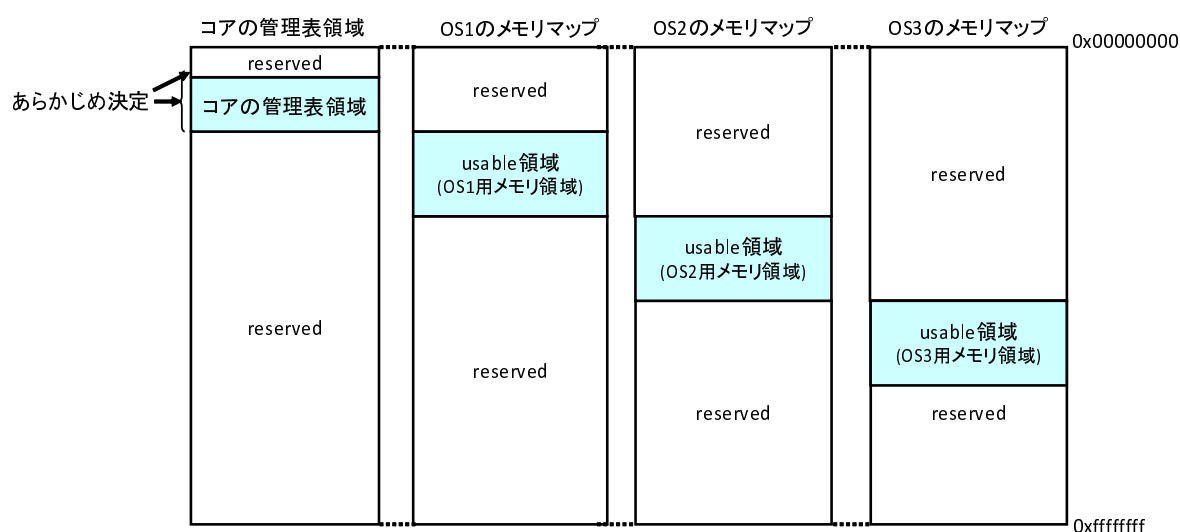 コアの管理表領域
OS1のメモリマップ
OS2のメモリマップ
OS3のメモリマップ
0x00000000
あらかじめ決定
reserved
コアの管理表領域
reserved
reserved
usable領域
(OS1用メモリ領域)
reserved
reserved
usable領域
(OS2用メモリ領域)
reserved
reserved
usable領域
(OS3用メモリ領域)
reserved
0xffffffff